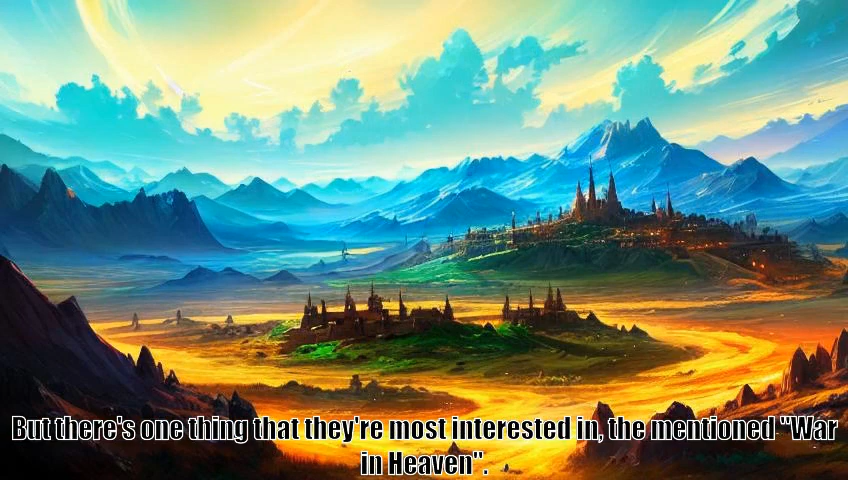 But there's one thing that they're most interested in, the mentioned "War
in Heaven".